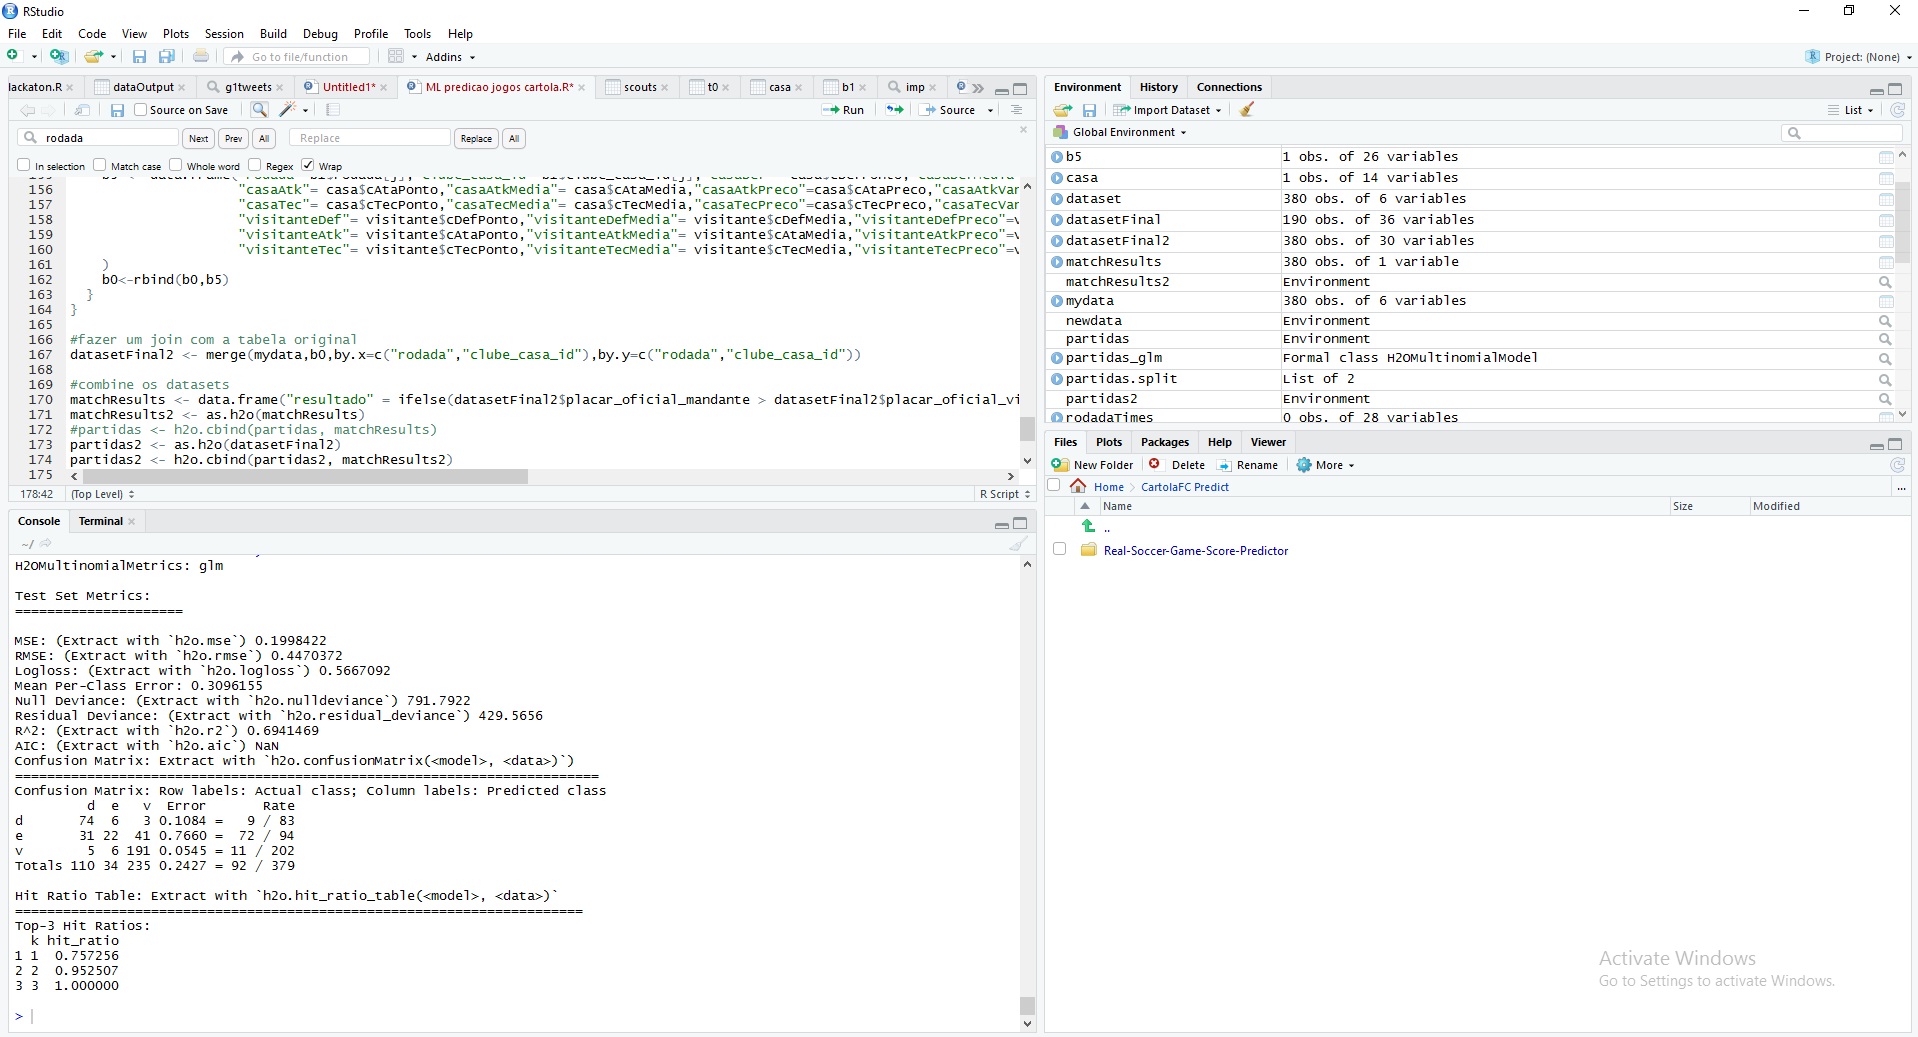 RStudio
File Edit Code View Plots Session Build Debug Profile Tools Help
Go to file/function Addins Project: (None)
lackaton.R dataOutput g1tweets Untitled1* ML predicao jogos cartola.R* scouts t0 casa b1 imp
Source on Save Run Source
rodada Next Prev All Replace Replace All
In selection Match case Whole word Regex Wrap
156 "casaAtk"= casa$cAtaPonto,"casaAtkMedia"= casa$cAtaMedia,"casaAtkPreco"=casa$cAtaPreco,"casaAtkVar
157 "casaTec"= casa$cTecPonto,"casaTecMedia"= casa$cTecMedia,"casaTecPreco"=casa$cTecPreco,"casaTecVar
158 "visitanteDef"= visitante$cDefPonto,"visitanteDefMedia"= visitante$cDefMedia,"visitanteDefPreco"=v
159 "visitanteAtk"= visitante$cAtaPonto,"visitanteAtkMedia"= visitante$cAtaMedia,"visitanteAtkPreco"=v
160 "visitanteTec"= visitante$cTecPonto,"visitanteTecMedia"= visitante$cTecMedia,"visitanteTecPreco"=v
161 )
162 b0<-rbind(b0,b5)
163 }
164 }
165
166 #fazer um join com a tabela original
167 datasetFinal2 <- merge(mydata,b0,by.x=c("rodada","clube_casa_id"),by.y=c("rodada","clube_casa_id"))
168
169 #combine os datasets
170 matchResults <- data.frame("resultado" = ifelse(datasetFinal2$placar_oficial_mandante > datasetFinal2$placar_oficial_vi
171 matchResults2 <- as.h2o(matchResults)
172 #partidas <- h2o.cbind(partidas, matchResults)
173 partidas2 <- as.h2o(datasetFinal2)
174 partidas2 <- h2o.cbind(partidas2, matchResults2)
175
178:42 (Top Level) R Script
Console Terminal
~/
H2OMultinomialMetrics: glm
Test Set Metrics:
=====================
MSE: (Extract with `h2o.mse`) 0.1998422
RMSE: (Extract with `h2o.rmse`) 0.4470372
Logloss: (Extract with `h2o.logloss`) 0.5667092
Mean Per-Class Error: 0.3096155
Null Deviance: (Extract with `h2o.nulldeviance`) 791.7922
Residual Deviance: (Extract with `h2o.residual_deviance`) 429.5656
R^2: (Extract with `h2o.r2`) 0.6941469
AIC: (Extract with `h2o.aic`) NaN
Confusion Matrix: Extract with `h2o.confusionMatrix(<model>, <data>)`)
=========================================================================
Confusion Matrix: Row labels: Actual class; Column labels: Predicted class
d e v Error Rate
d 74 6 3 0.1084 = 9 / 83
e 31 22 41 0.7660 = 72 / 94
v 5 6 191 0.0545 = 11 / 202
Totals 110 34 235 0.2427 = 92 / 379
Hit Ratio Table: Extract with `h2o.hit_ratio_table(<model>, <data>)`
=======================================================================
Top-3 Hit Ratios:
k hit_ratio
1 1 0.757256
2 2 0.952507
3 3 1.000000
>
Environment History Connections
Import Dataset List
Global Environment
b5 1 obs. of 26 variables
casa 1 obs. of 14 variables
dataset 380 obs. of 6 variables
datasetFinal 190 obs. of 36 variables
datasetFinal2 380 obs. of 30 variables
matchResults 380 obs. of 1 variable
matchResults2 Environment
mydata 380 obs. of 6 variables
newdata Environment
partidas Environment
partidas_glm Formal class H2OMultinomialModel
partidas.split List of 2
partidas2 Environment
rodadaTimes 0 obs. of 28 variables
Files Plots Packages Help Viewer
New Folder Delete Rename More
Home CartolaFC Predict ...
Name Size Modified
..
Real-Soccer-Game-Score-Predictor
Activate Windows
Go to Settings to activate Windows.